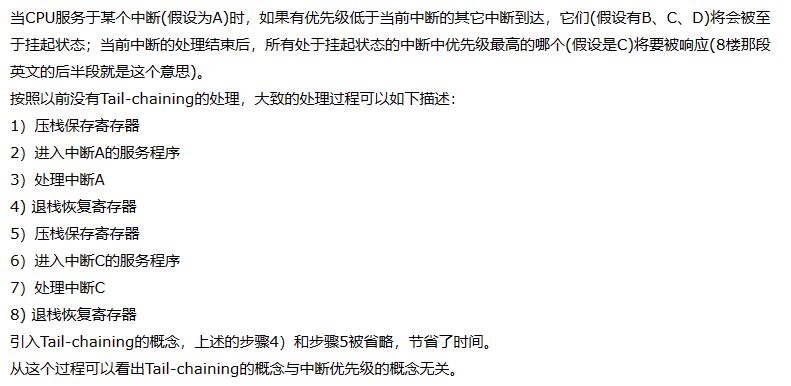 当CPU服务于某个中断(假设为A)时，如果有优先级低于当前中断的其它中断到达，它们(假设有B、C、D)将会被至
于挂起状态；当前中断的处理结束后，所有处于挂起状态的中断中优先级最高的哪个(假设是C)将要被响应(8楼那段
英文的后半段就是这个意思)。
按照以前没有Tail-chaining的处理，大致的处理过程可以如下描述：
1）压栈保存寄存器
2）进入中断A的服务程序
3）处理中断A
4) 退栈恢复寄存器
5）压栈保存寄存器
6）进入中断C的服务程序
7）处理中断C
8) 退栈恢复寄存器
引入Tail-chaining的概念，上述的步骤4）和步骤5被省略，节省了时间。
从这个过程可以看出Tail-chaining的概念与中断优先级的概念无关。